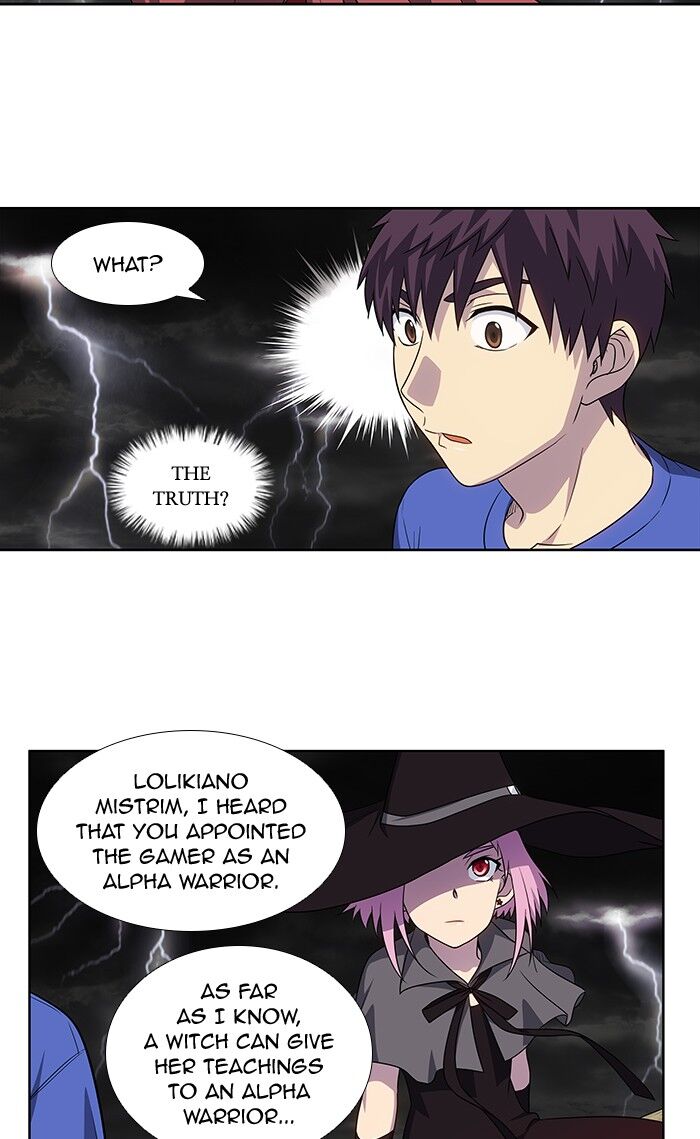 WHAT?
THE
TRUTH?
LOLIKIANO
MISTRIM, I HEARD
THAT YOU APPOINTED
THE GAMER AS AN
ALPHA WARRIOR.
AS FAR
AS I KNOW,
A WITCH CAN GIVE
HER TEACHINGS
TO AN ALPHA
WARRIOR...